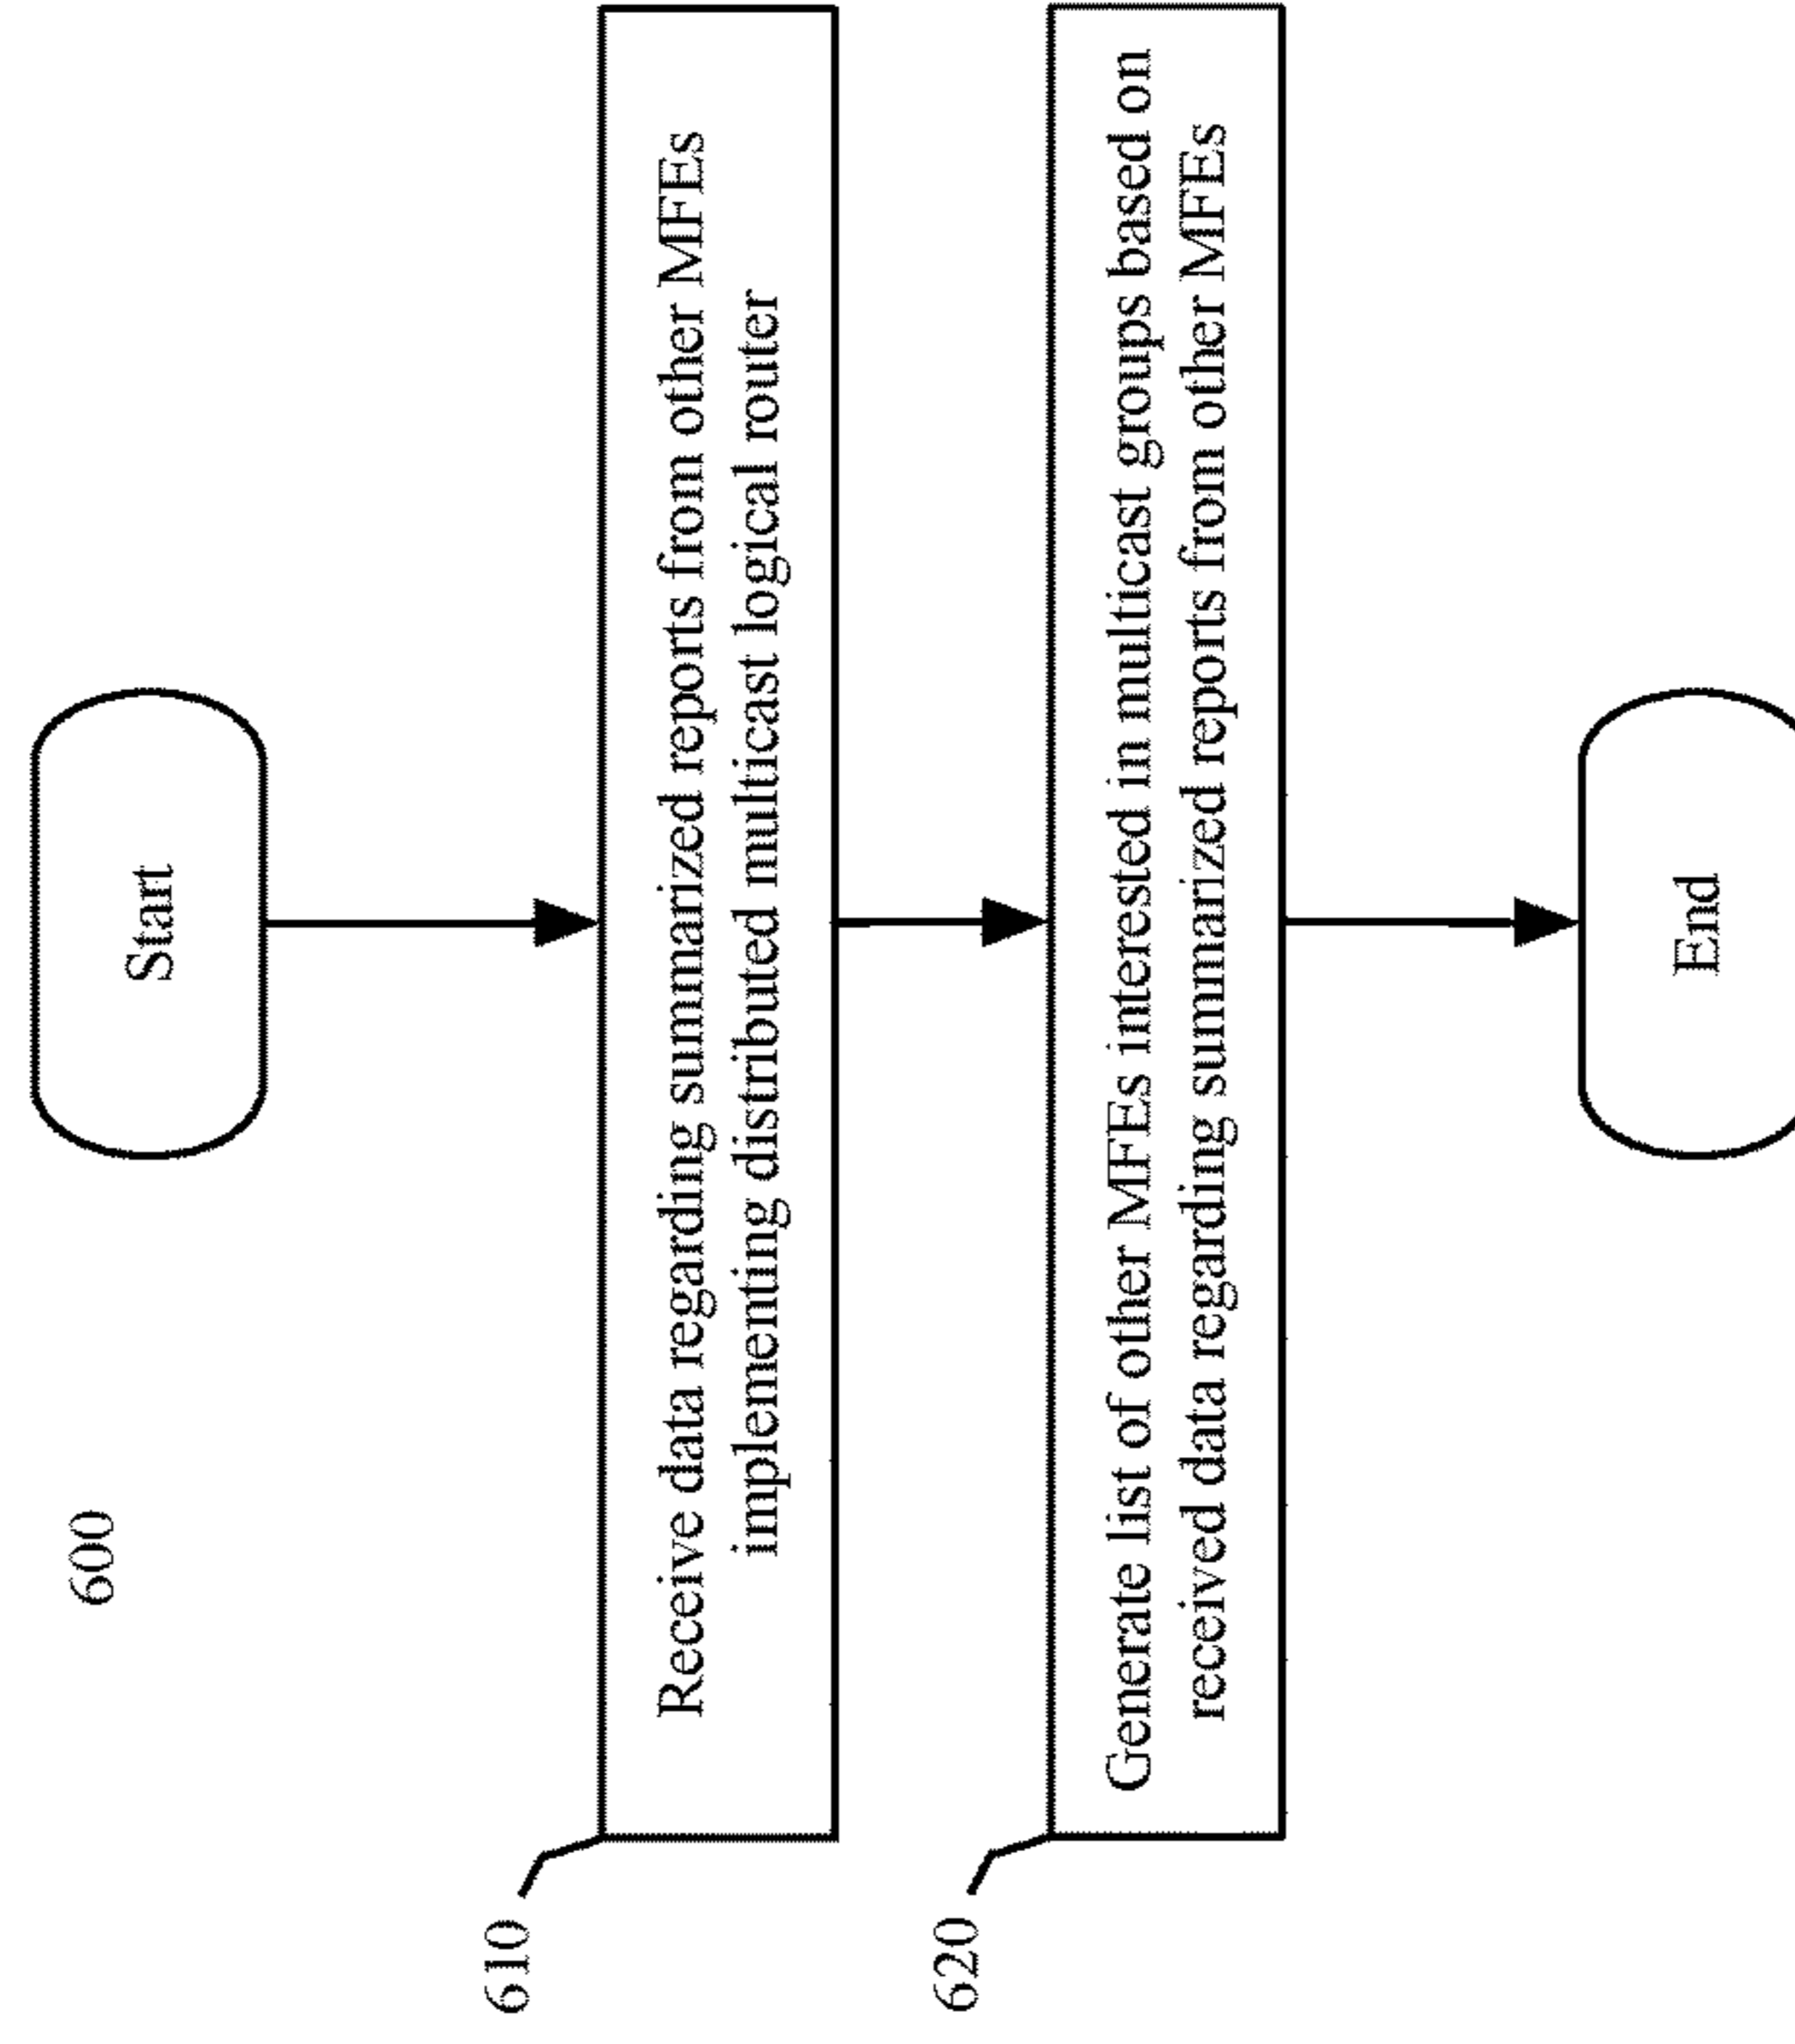 600
Start
610
Receive data regarding summarized reports from other MFEs
implementing distributed multicast logical router
620
Generate list of other MFEs interested in multicast groups based on
received data regarding summarized reports from other MFEs
End